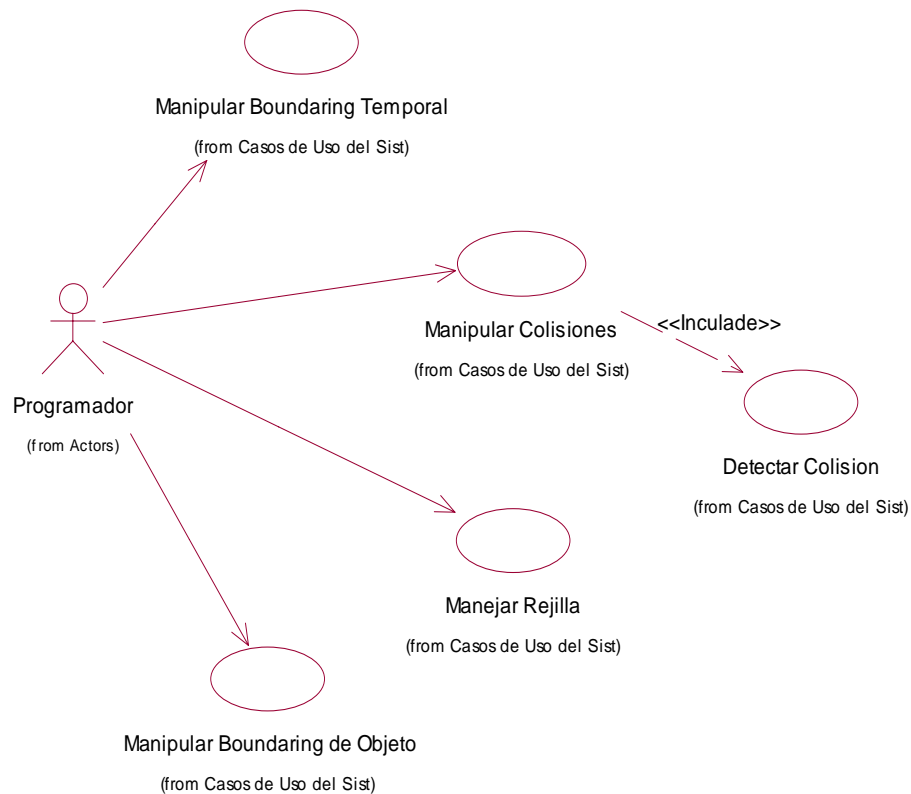 Manipular Boundaring Temporal
(from Casos de Uso del Sist)
Manipular Colisiones
(from Casos de Uso del Sist)
<<Inculade>>
Programador
(from Actors)
Detectar Colision
(from Casos de Uso del Sist)
Manejar Rejilla
(from Casos de Uso del Sist)
Manipular Boundaring de Objeto
(from Casos de Uso del Sist)